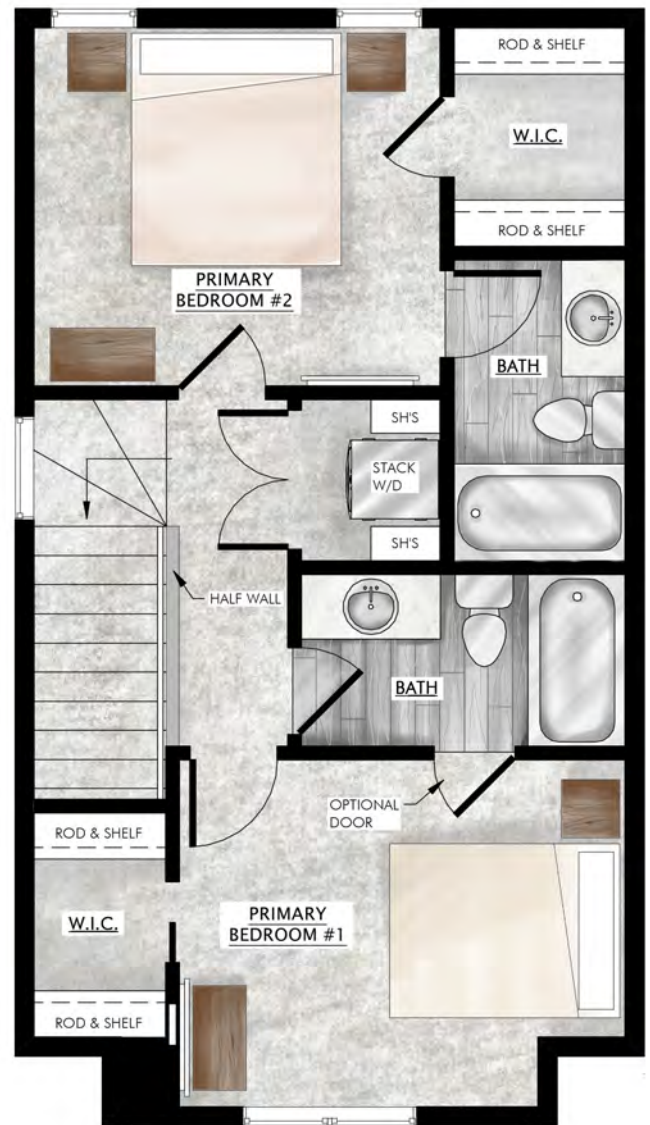 ROD & SHELF
W.I.C.
ROD & SHELF
PRIMARY
BEDROOM #2
BATH
SH'S
STACK
W/D
SH'S
HALF WALL
BATH
OPTIONAL
DOOR
ROD & SHELF
W.I.C.
PRIMARY
BEDROOM #1
ROD & SHELF